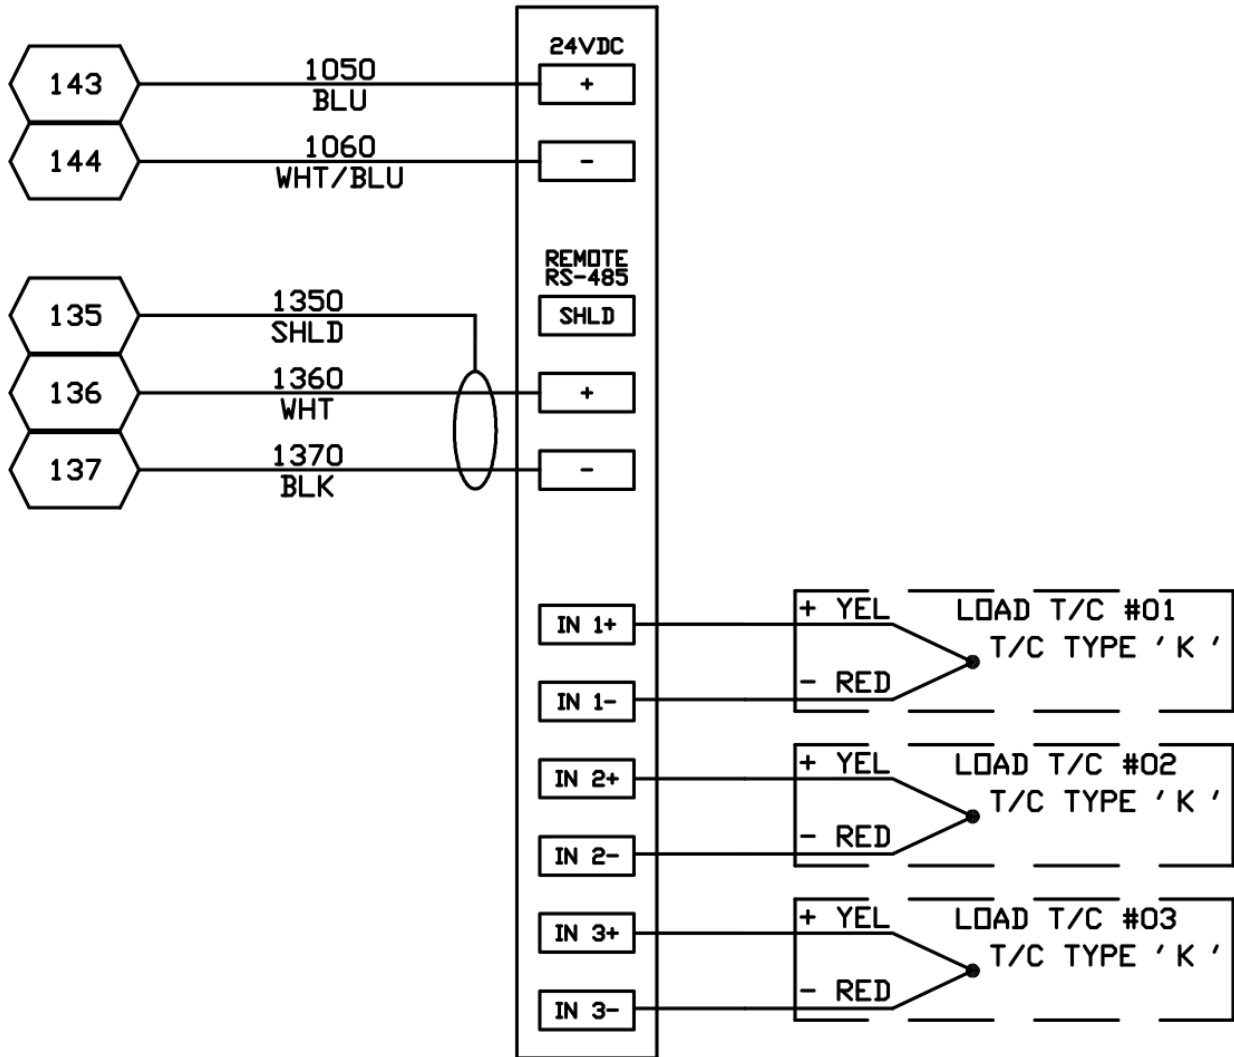 24VDC
143
1050
BLU
+
144
1060
WHT/BLU
-
REMOTE
RS-485
135
1350
SHLD
SHLD
136
1360
WHT
+
137
1370
BLK
-
IN 1+
+ YEL
LOAD T/C #01
T/C TYPE ' K '
IN 1-
- RED
IN 2+
+ YEL
LOAD T/C #02
T/C TYPE ' K '
IN 2-
- RED
IN 3+
+ YEL
LOAD T/C #03
T/C TYPE ' K '
IN 3-
- RED